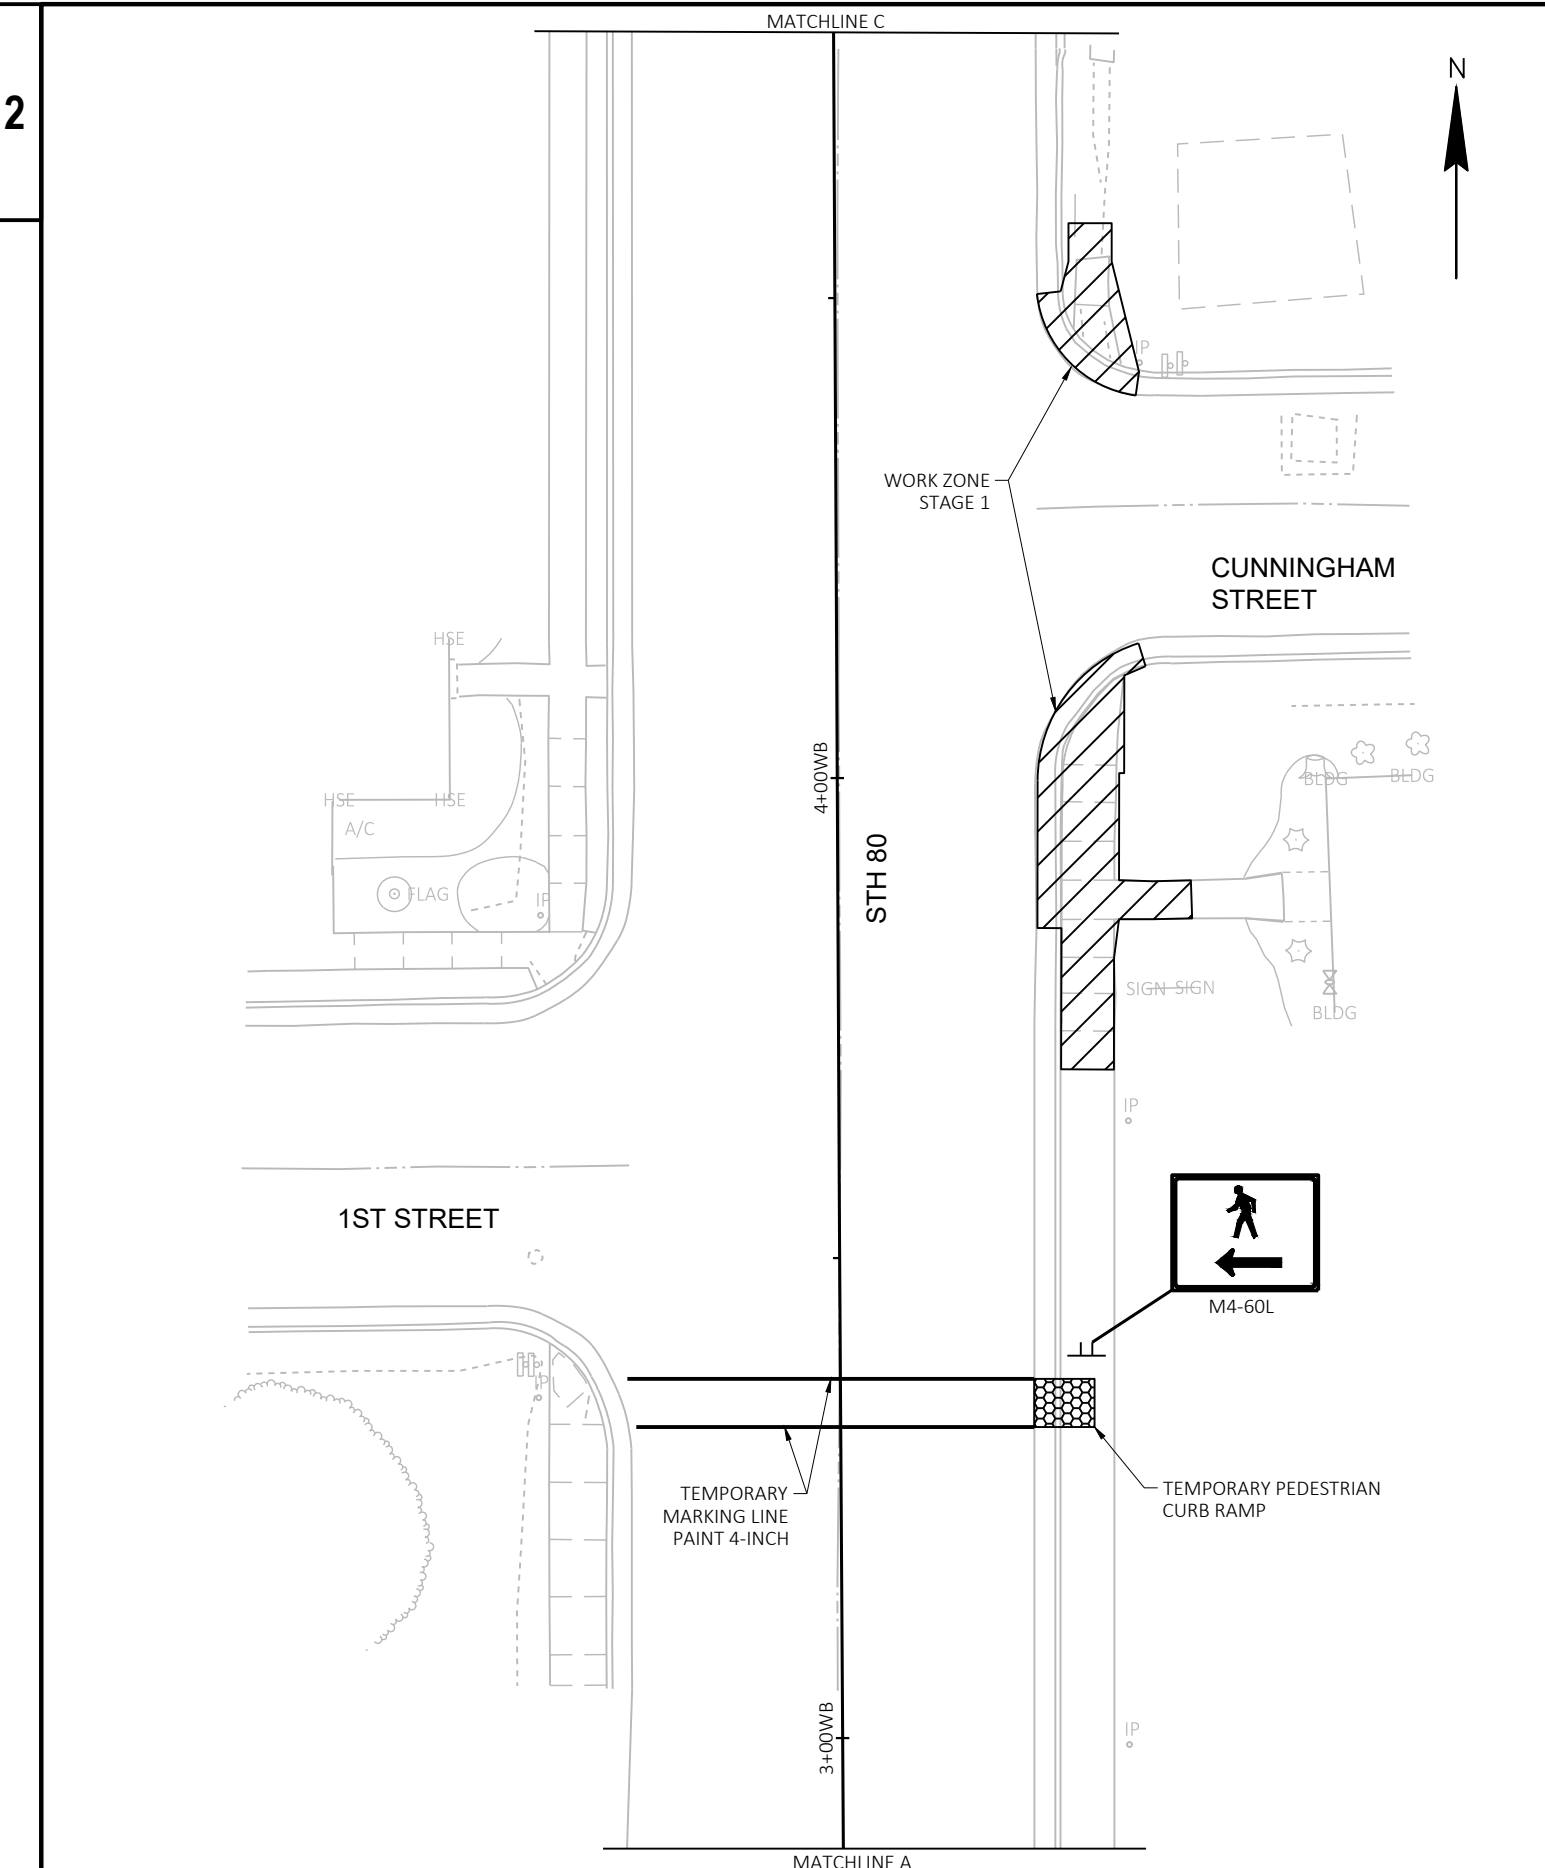 MATCHLINE C
2
N
IP
WORK ZONE
STAGE 1
CUNNINGHAM
STREET
HSE
4+00WB
BLDG
BLDG
HSE
HSE
A/C
STH 80
FLAG
IP
SIGN
SIGN
BLDG
IP
1ST STREET
M4-60L
IP
TEMPORARY
MARKING LINE
PAINT 4-INCH
TEMPORARY PEDESTRIAN
CURB RAMP
3+00WB
IP
MATCHLINE A